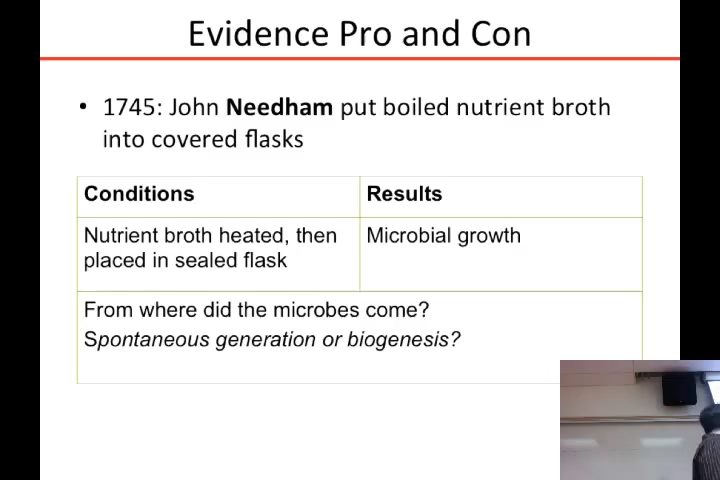 Evidence Pro and Con
• 1745: John Needham put boiled nutrient broth
into covered flasks
Conditions
Results
Nutrient broth heated, then
placed in sealed flask
Microbial growth
From where did the microbes come?
Spontaneous generation or biogenesis?